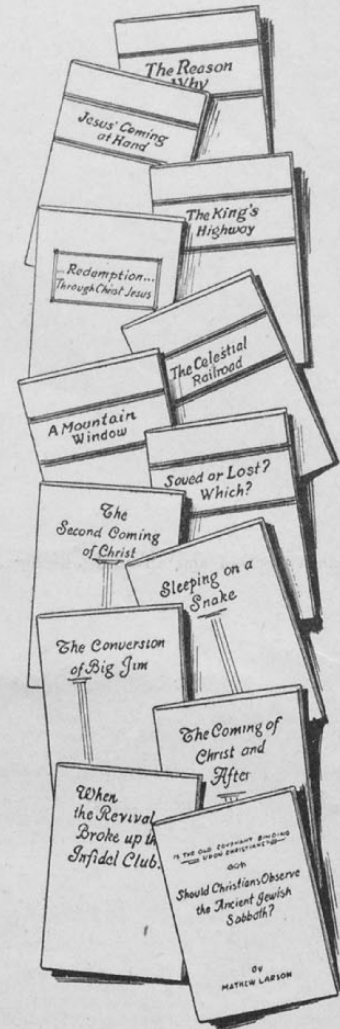 The Reason
Why
Jesus' Coming
at Hand
The King's
Highway
Redemption...
Through Christ Jesus
The Celestial
Railroad
A Mountain
Window
Saved or Lost?
Which?
The
Second Coming
of Christ
Sleeping on a
Snake
The Conversion
of Big Jim
The Coming of
Christ and
After
When
the Revival
Broke up the
Infidel Club.
IS THE OLD COVENANT BINDING
UPON CHRISTIANS?
OR
Should Christians Observe
the Ancient Jewish
Sabbath?
BY
MATHEW LARSON